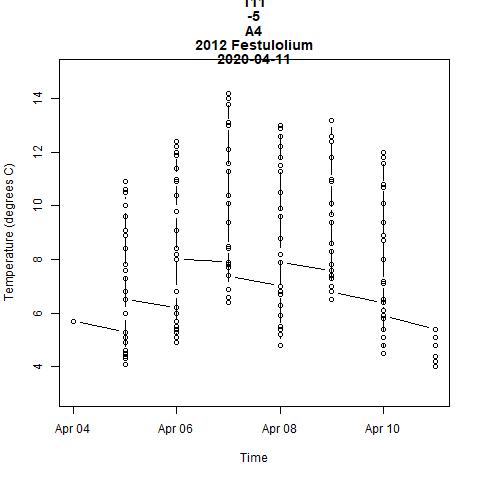 T11
-5
A4
2012 Festulolium
2020-04-11
Temperature (degrees C)
14
12
10
8
6
4
Apr 04
Apr 06
Apr 08
Apr 10
Time